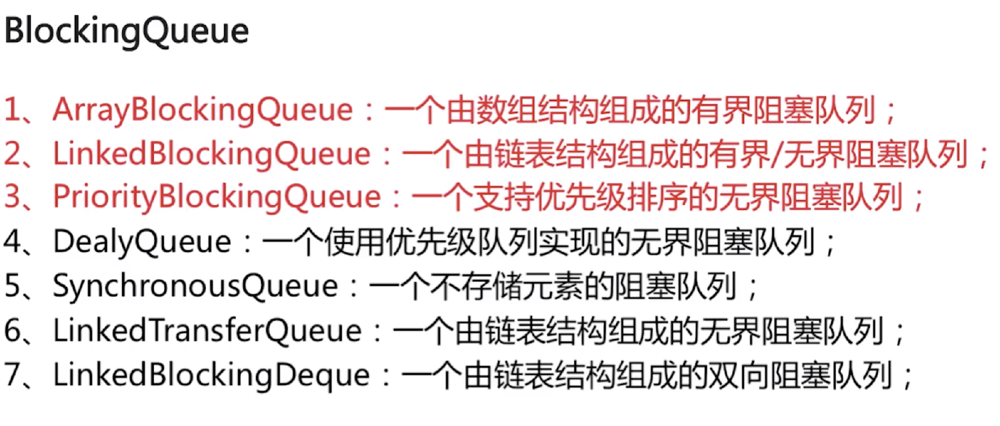 BlockingQueue
1、ArrayBlockingQueue：一个由数组结构组成的有界阻塞队列；
2、LinkedBlockingQueue：一个由链表结构组成的有界/无界阻塞队列；
3、PriorityBlockingQueue：一个支持优先级排序的无界阻塞队列；
4、DealyQueue：一个使用优先级队列实现的无界阻塞队列；
5、SynchronousQueue：一个不存储元素的阻塞队列；
6、LinkedTransferQueue：一个由链表结构组成的无界阻塞队列；
7、LinkedBlockingDeque：一个由链表结构组成的双向阻塞队列；